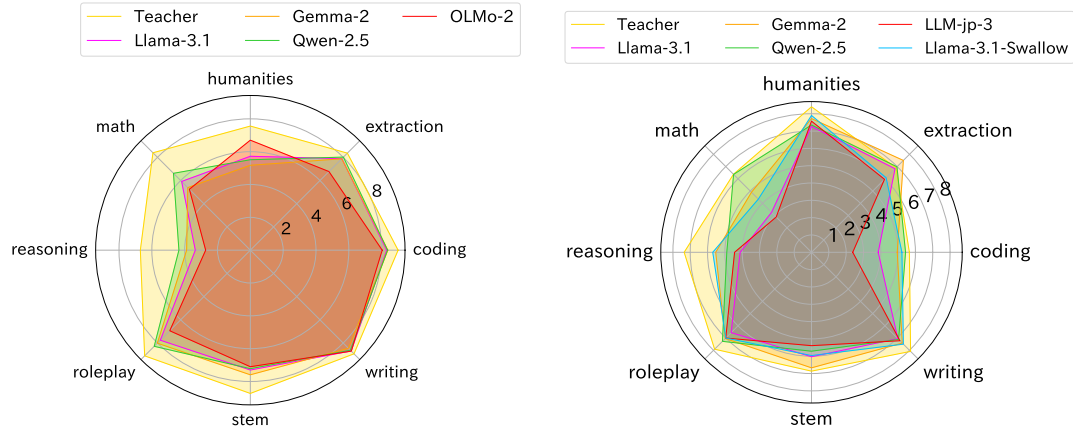 Teacher Gemma-2 OLMo-2
Llama-3.1 Qwen-2.5
humanities
math extraction
8
6
4
2
reasoning coding
roleplay writing
stem
Teacher Gemma-2 LLM-jp-3
Llama-3.1 Qwen-2.5 Llama-3.1-Swallow
humanities
math extraction
1 2 3 4 5 6 7 8
reasoning coding
roleplay writing
stem